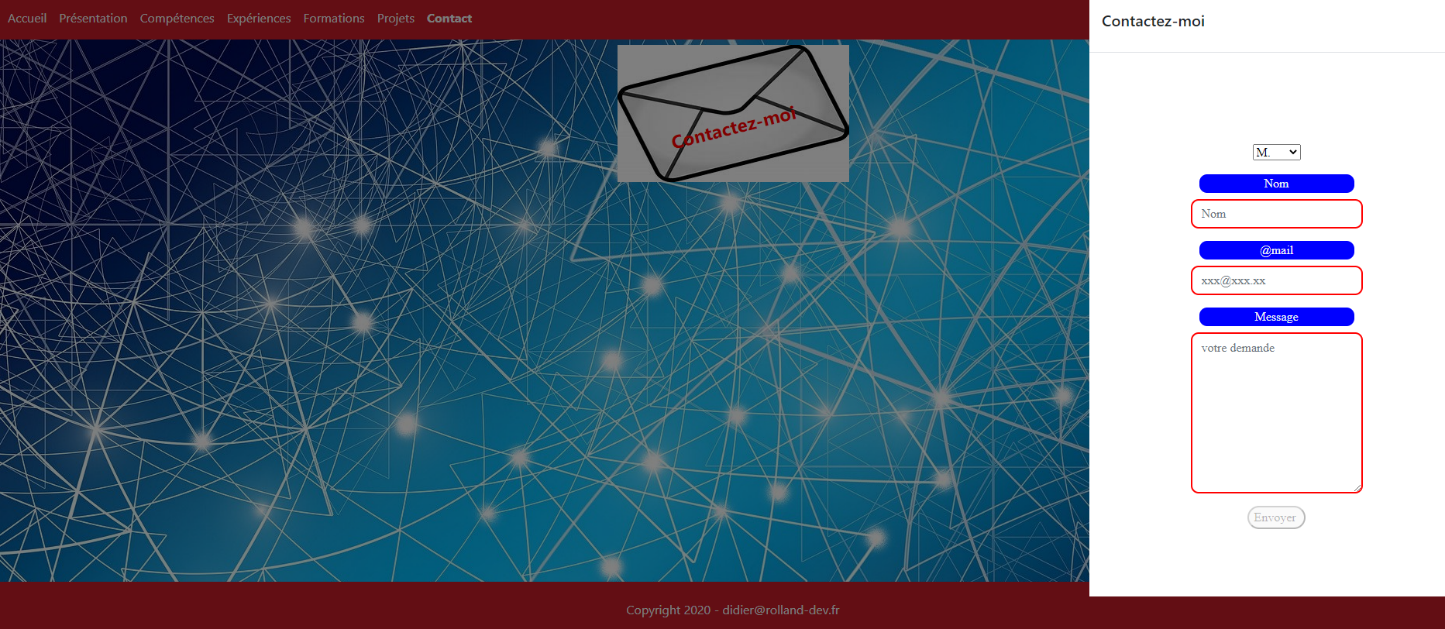 Accueil Présentation Compétences Expériences Formations Projets Contact
Contactez-moi
Contactez-moi
M.
Nom
Nom
@mail
xxx@xxx.xx
Message
votre demande
Envoyer
Copyright 2020 - didier@rolland-dev.fr